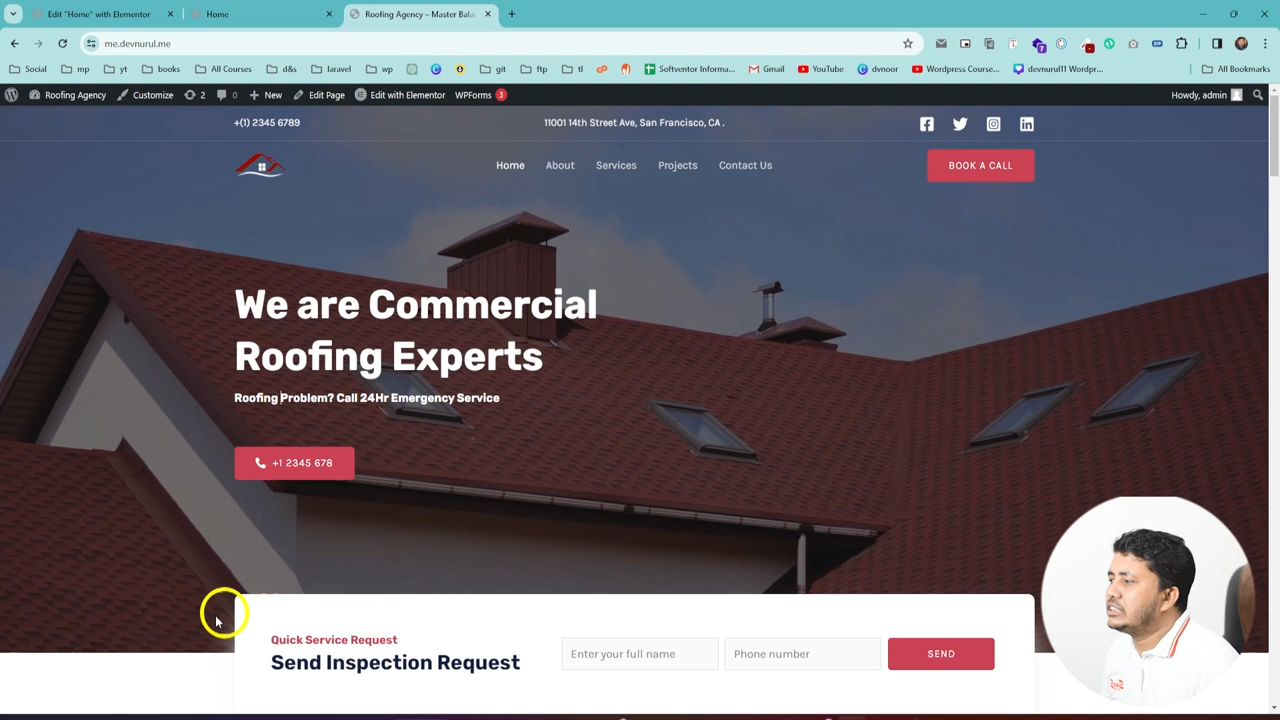 Edit "Home" with Elementor
Home
Roofing Agency – Master Bala
me.devnurul.me
7
Social
mp
yt
books
All Courses
d&s
laravel
wp
git
ftp
tl
Softventor Informa...
Gmail
YouTube
dvnoor
Wordpress Course...
devnurul11 Wordpr...
All Bookmarks
Roofing Agency
Customize
2
0
New
Edit Page
Edit with Elementor
WPForms 3
Howdy, admin
+(1) 2345 6789
11001 14th Street Ave, San Francisco, CA .
Home
About
Services
Projects
Contact Us
BOOK A CALL
We are Commercial
Roofing Experts
Roofing Problem? Call 24Hr Emergency Service
+1 2345 678
Quick Service Request
Send Inspection Request
Enter your full name
Phone number
SEND